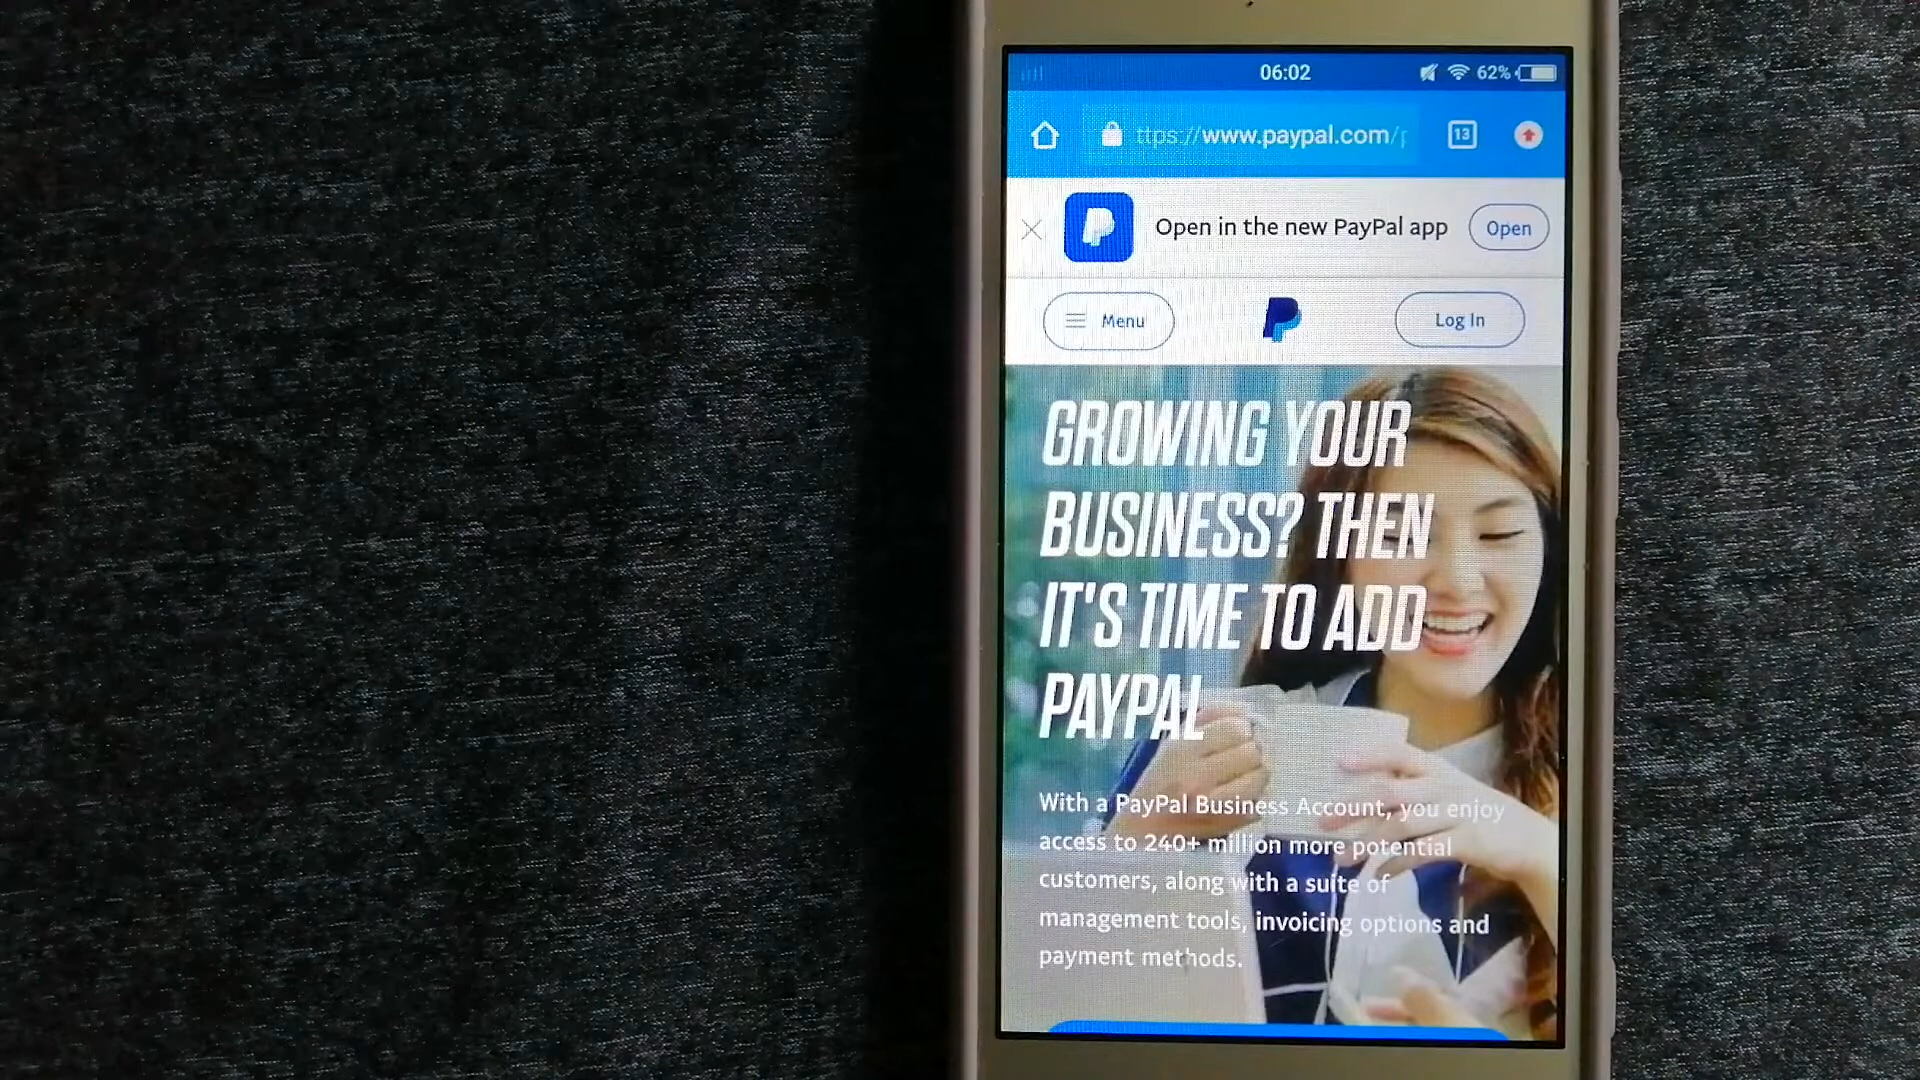 06:02
62%
ttps://www.paypal.com/p
13
Open in the new PayPal app
Open
Menu
Log In
GROWING YOUR
BUSINESS? THEN
IT'S TIME TO ADD
PAYPAL
With a PayPal Business Account, you enjoy
access to 240+ million more potential
customers, along with a suite of
management tools, invoicing options and
payment methods.